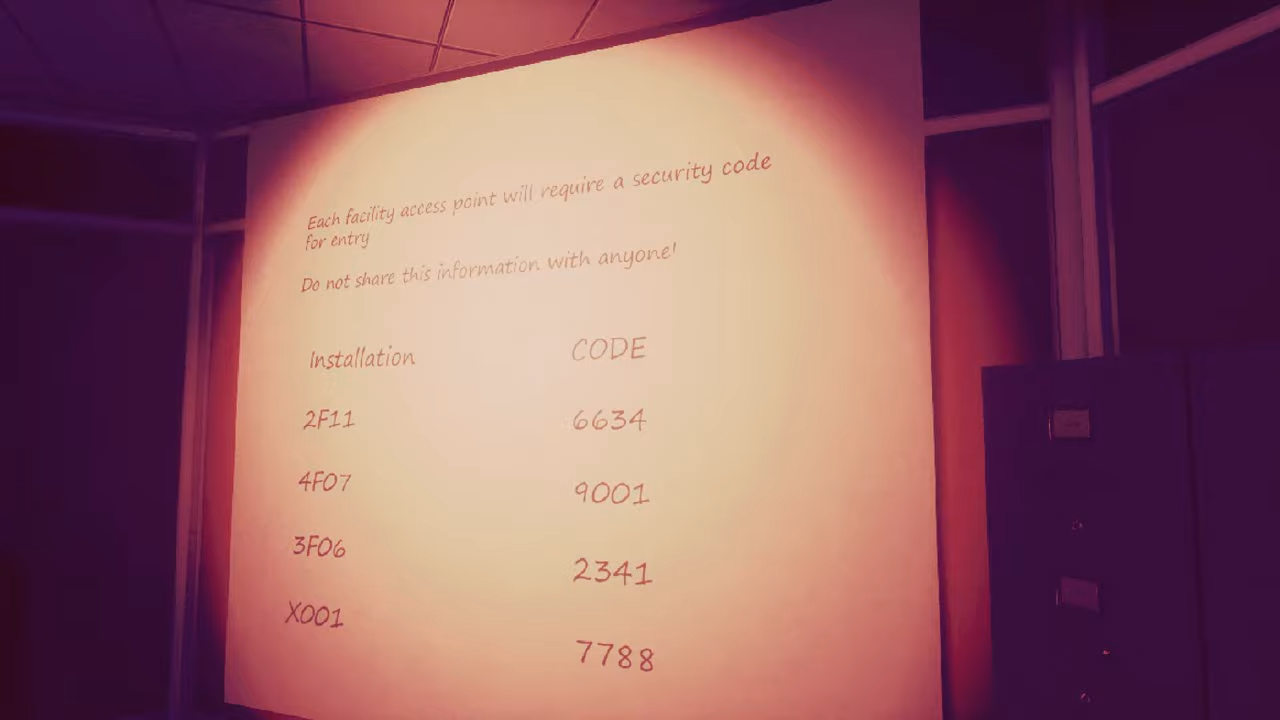 Each facility access point will require a security code
for entry
Do not share this information with anyone!
Installation CODE
2F11 6634
4F07 9001
3F06 2341
X001 7788